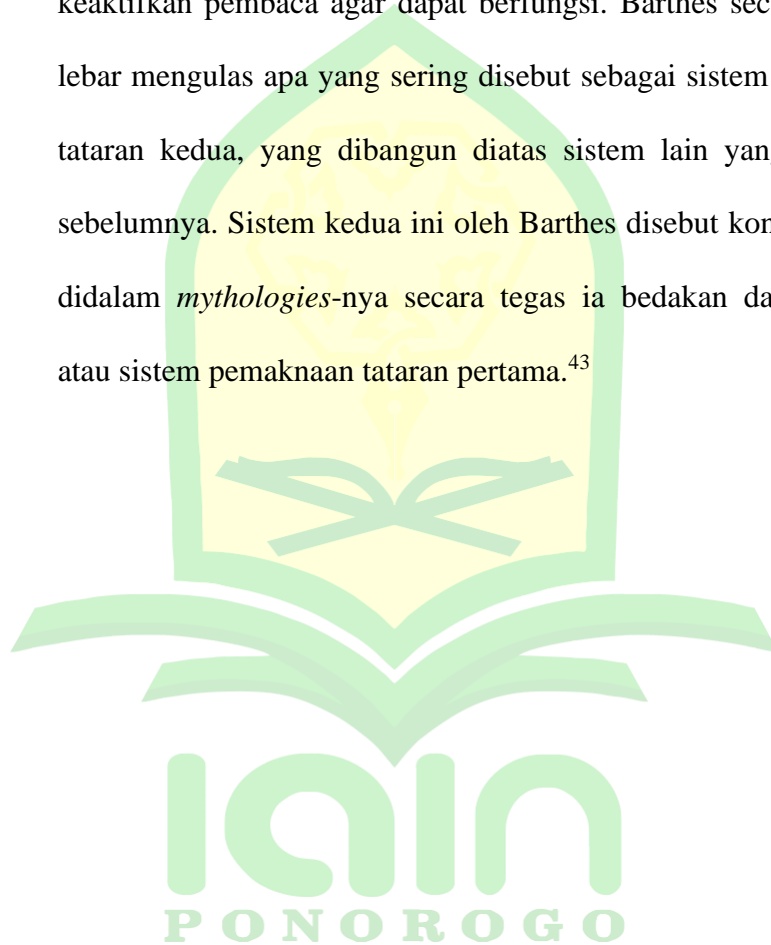 keaktifkan pembaca agar dapat berfungsi. Barthes sec
lebar mengulas apa yang sering disebut sebagai sistem
tataran kedua, yang dibangun diatas sistem lain yan
sebelumnya. Sistem kedua ini oleh Barthes disebut kon
didalam mythologies-nya secara tegas ia bedakan da
atau sistem pemaknaan tataran pertama.43
iain
PONOROGO